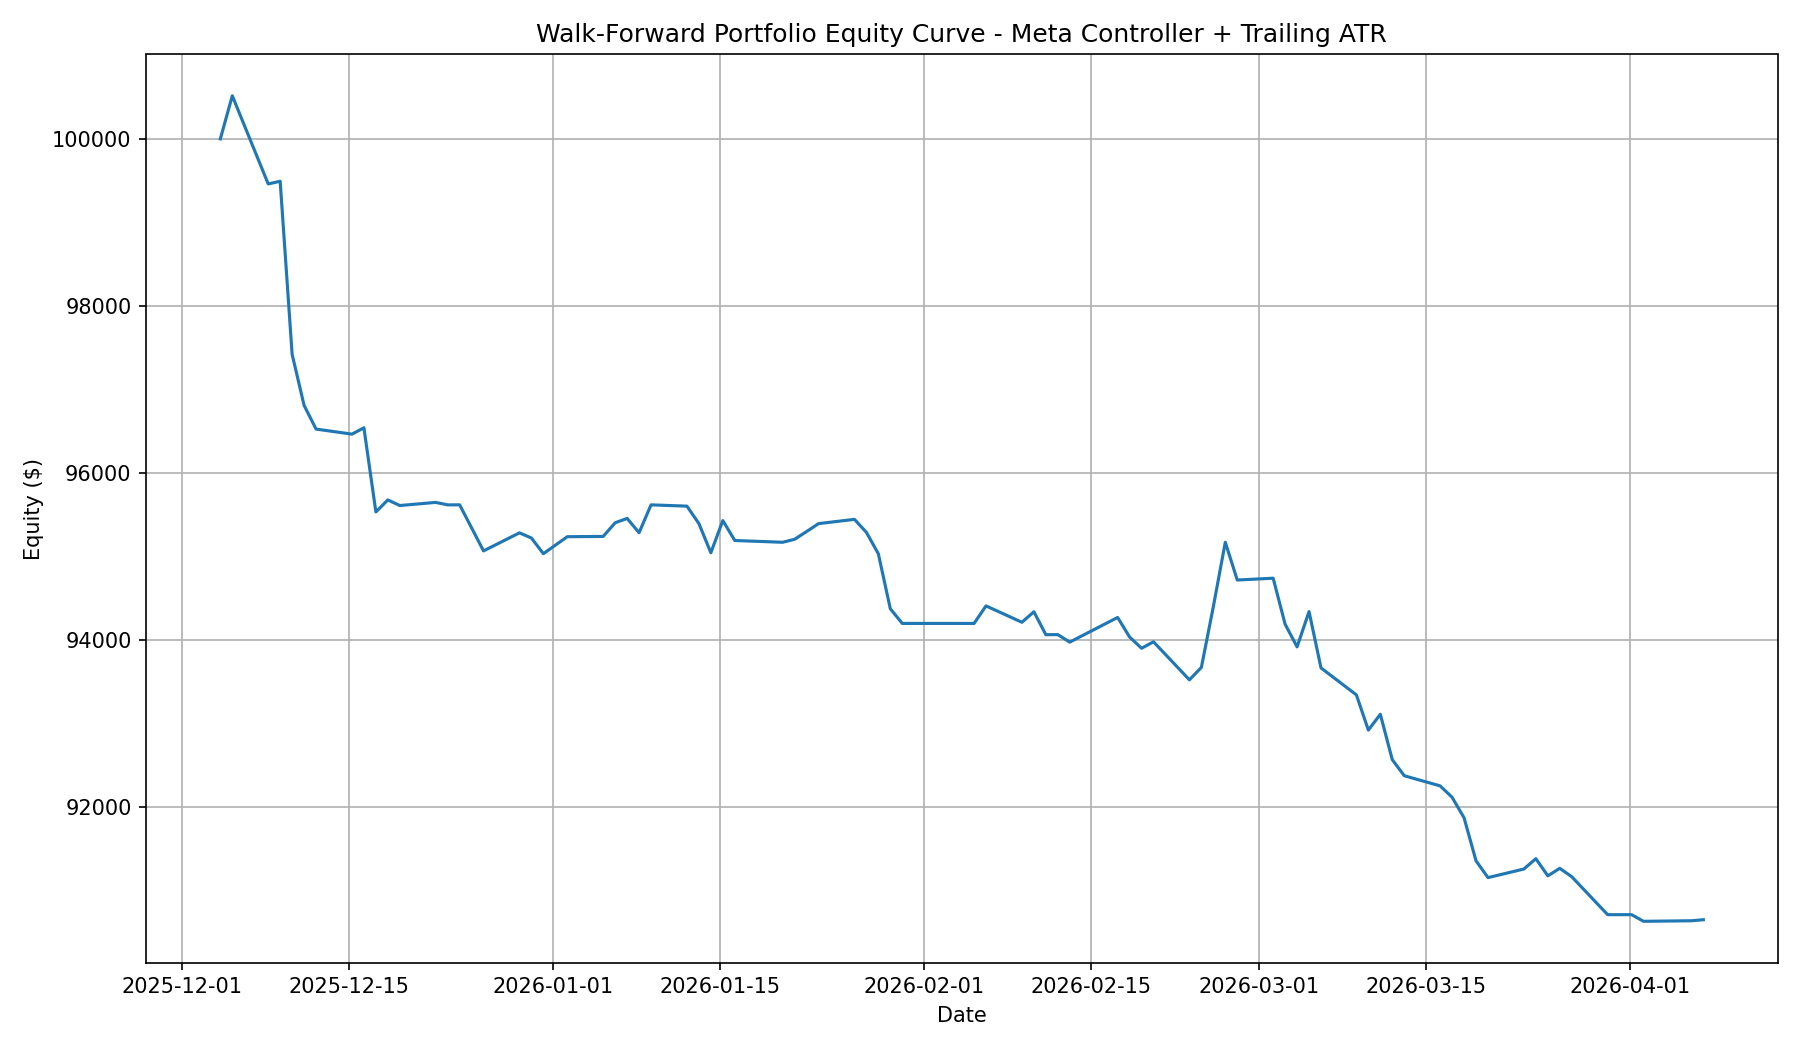 Walk-Forward Portfolio Equity Curve - Meta Controller + Trailing ATR
Equity ($)
100000
98000
96000
94000
92000
2025-12-01 2025-12-15 2026-01-01 2026-01-15 2026-02-01 2026-02-15 2026-03-01 2026-03-15 2026-04-01
Date